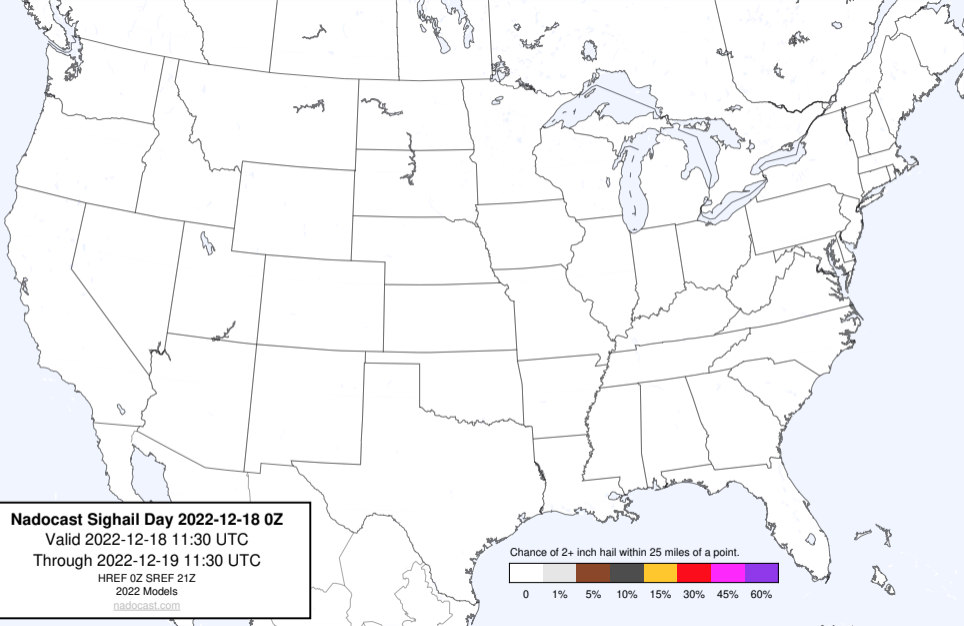 Nadocast Sighail Day 2022-12-18 0Z
Valid 2022-12-18 11:30 UTC
Through 2022-12-19 11:30 UTC
HREF 0Z SREF 21Z
2022 Models
nadocast.com
Chance of 2+ inch hail within 25 miles of a point.
0 1% 5% 10% 15% 30% 45% 60%